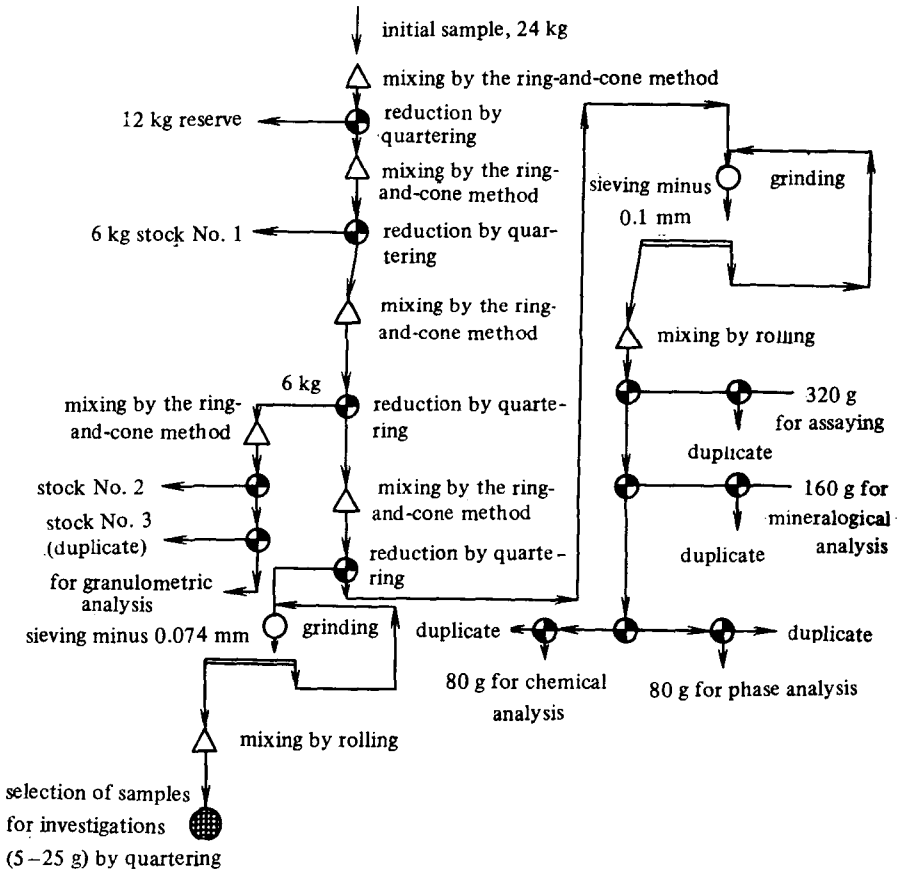 initial sample, 24 kg
mixing by the ring-and-cone method
12 kg reserve
reduction by
quartering
mixing by the ring-
and-cone method
6 kg stock No. 1
reduction by quar-
tering
mixing by the ring-
and-cone method
6 kg
reduction by quarte-
ring
mixing by the ring-
and-cone method
stock No. 2
stock No. 3
(duplicate)
for granulometric
analysis
mixing by the ring-
and-cone method
reduction by quarte-
ring
sieving minus 0.074 mm
grinding
mixing by rolling
selection of samples
for investigations
(5–25 g) by quartering
sieving minus
0.1 mm
grinding
mixing by rolling
320 g
for assaying
duplicate
160 g for
mineralogical
analysis
duplicate
duplicate
duplicate
80 g for chemical
analysis
80 g for phase analysis